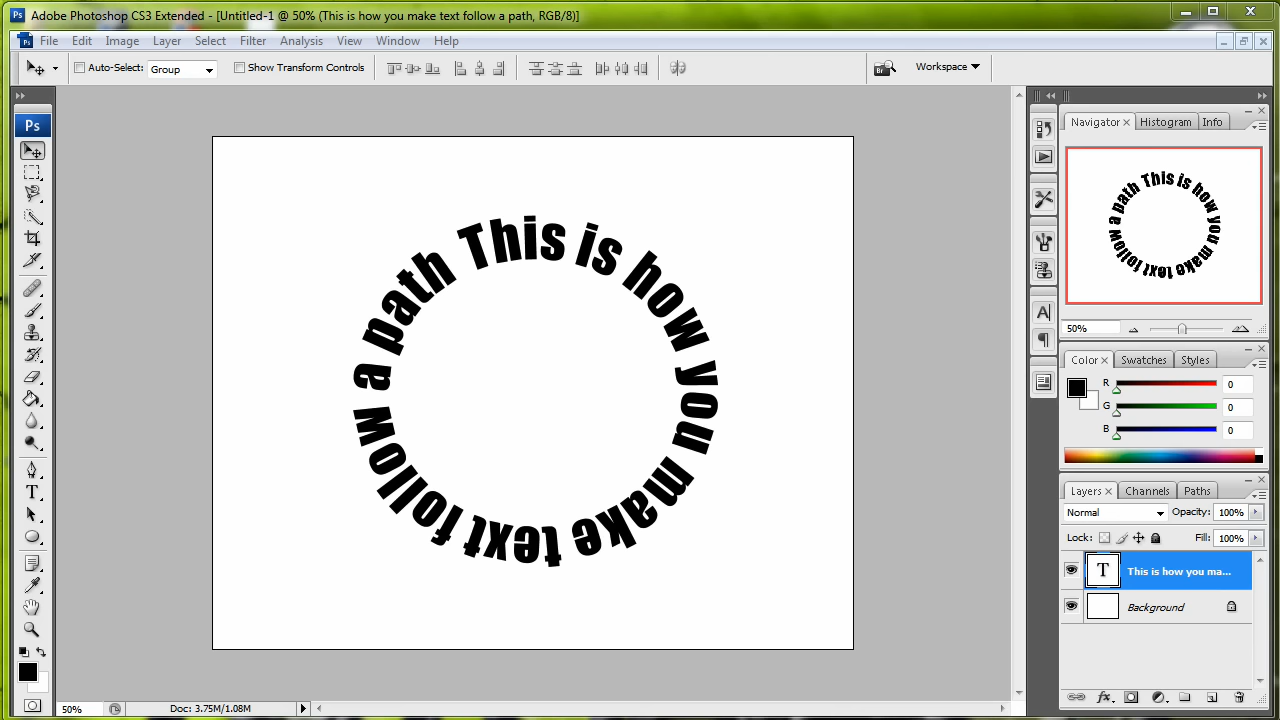 Adobe Photoshop CS3 Extended - [Untitled-1 @ 50% (This is how you make text follow a path, RGB/8)]
Ps File Edit Image Layer Select Filter Analysis View Window Help
Auto-Select: Group Show Transform Controls Br Workspace
Ps
Navigator × Histogram Info
This is how you make text follow a path
This is how you make text follow a path
50%
Color × Swatches Styles
R 0
G 0
B 0
Layers × Channels Paths
Normal Opacity: 100%
Lock: Fill: 100%
T This is how you ma...
Background
T
A
fx
50% Doc: 3.75M/1.08M